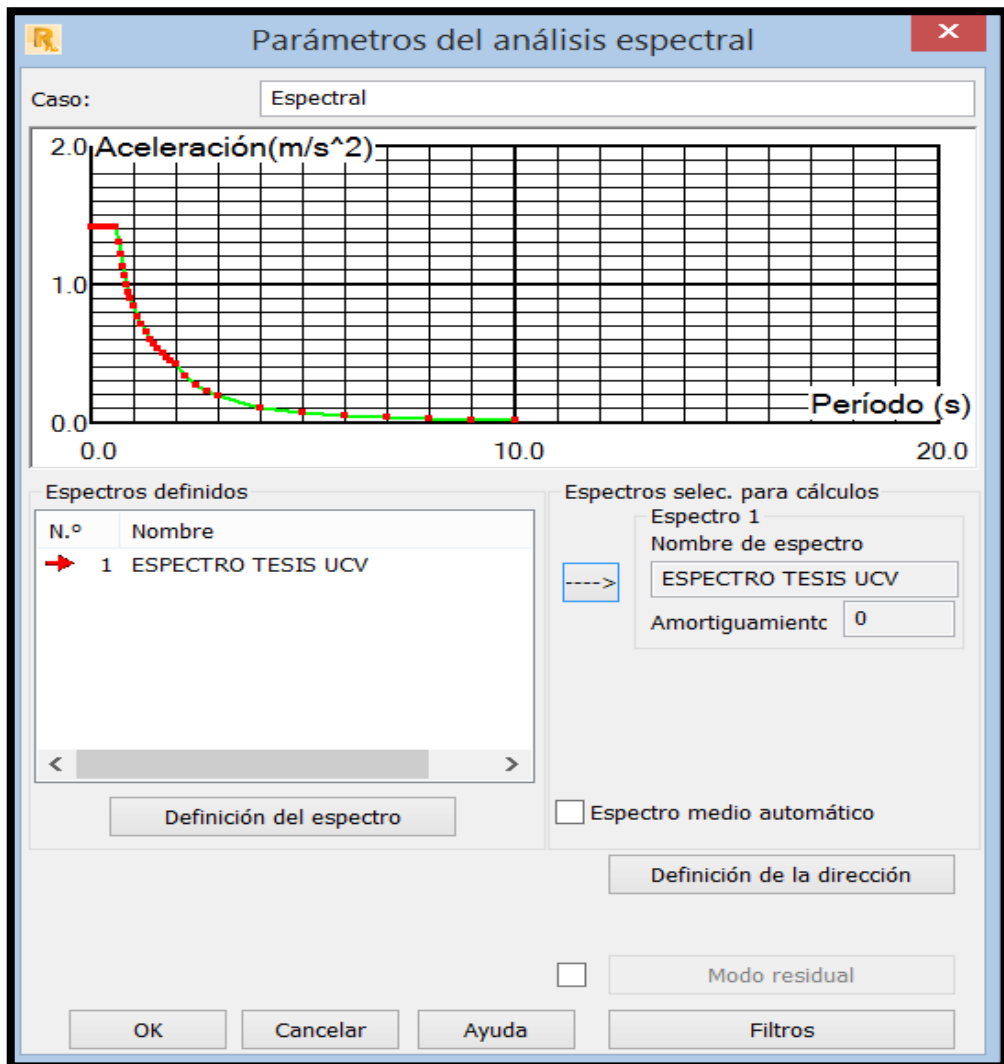 Parámetros del análisis espectral
Caso:
Espectral
2.0
Aceleración(m/s^2)
1.0
Período (s)
0.0
0.0
10.0
20.0
Espectros definidos
N.º Nombre
1 ESPECTRO TESIS UCV
Definición del espectro
Espectros selec. para cálculos
Espectro 1
Nombre de espectro
---->
ESPECTRO TESIS UCV
Amortiguamientc 0
Espectro medio automático
Definición de la dirección
Modo residual
OK
Cancelar
Ayuda
Filtros